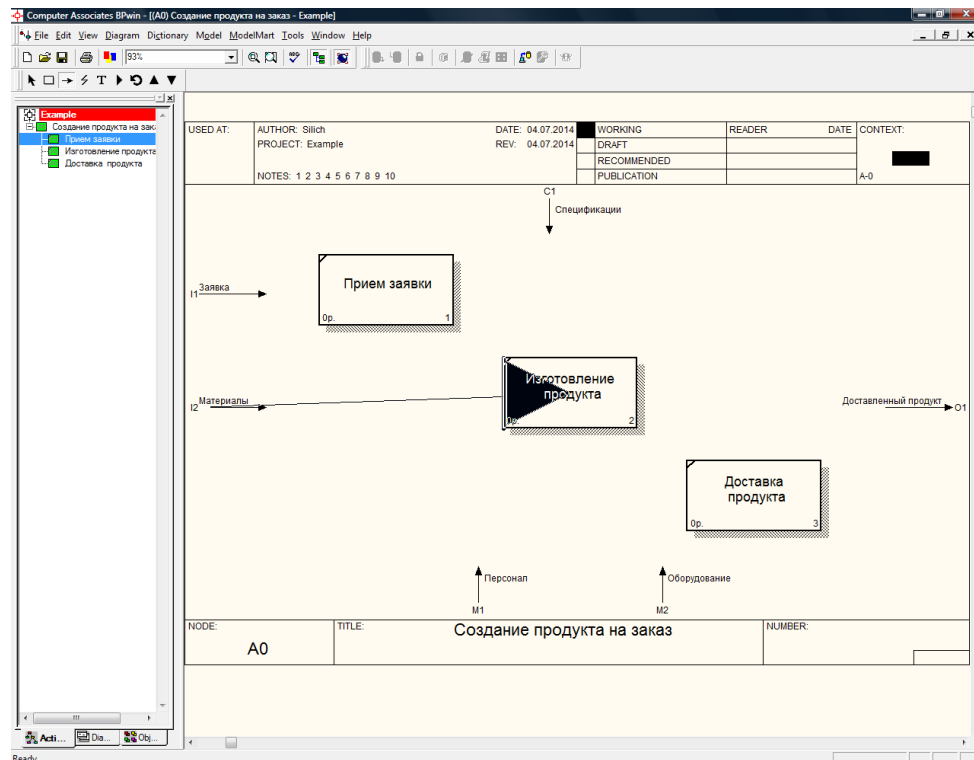 Computer Associates BPwin - [(A0) Создание продукта на заказ - Example]
File Edit View Diagram Dictionary Model ModelMart Tools Window Help
93%
Example
Создание продукта на зак
Прием заявки
Изготовление продукта
Доставка продукта
Acti... Dia... Obj...
USED AT: AUTHOR: Silich DATE: 04.07.2014 WORKING READER DATE CONTEXT:
PROJECT: Example REV: 04.07.2014 DRAFT
RECOMMENDED
NOTES: 1 2 3 4 5 6 7 8 9 10 PUBLICATION A-0
C1
Спецификации
Прием заявки
0р. 1
I1 Заявка
Изготовление
продукта
0р. 2
I2 Материалы
Доставленный продукт O1
Доставка
продукта
0р. 3
Персонал
M1
Оборудование
M2
NODE: TITLE: Создание продукта на заказ NUMBER:
A0
Ready